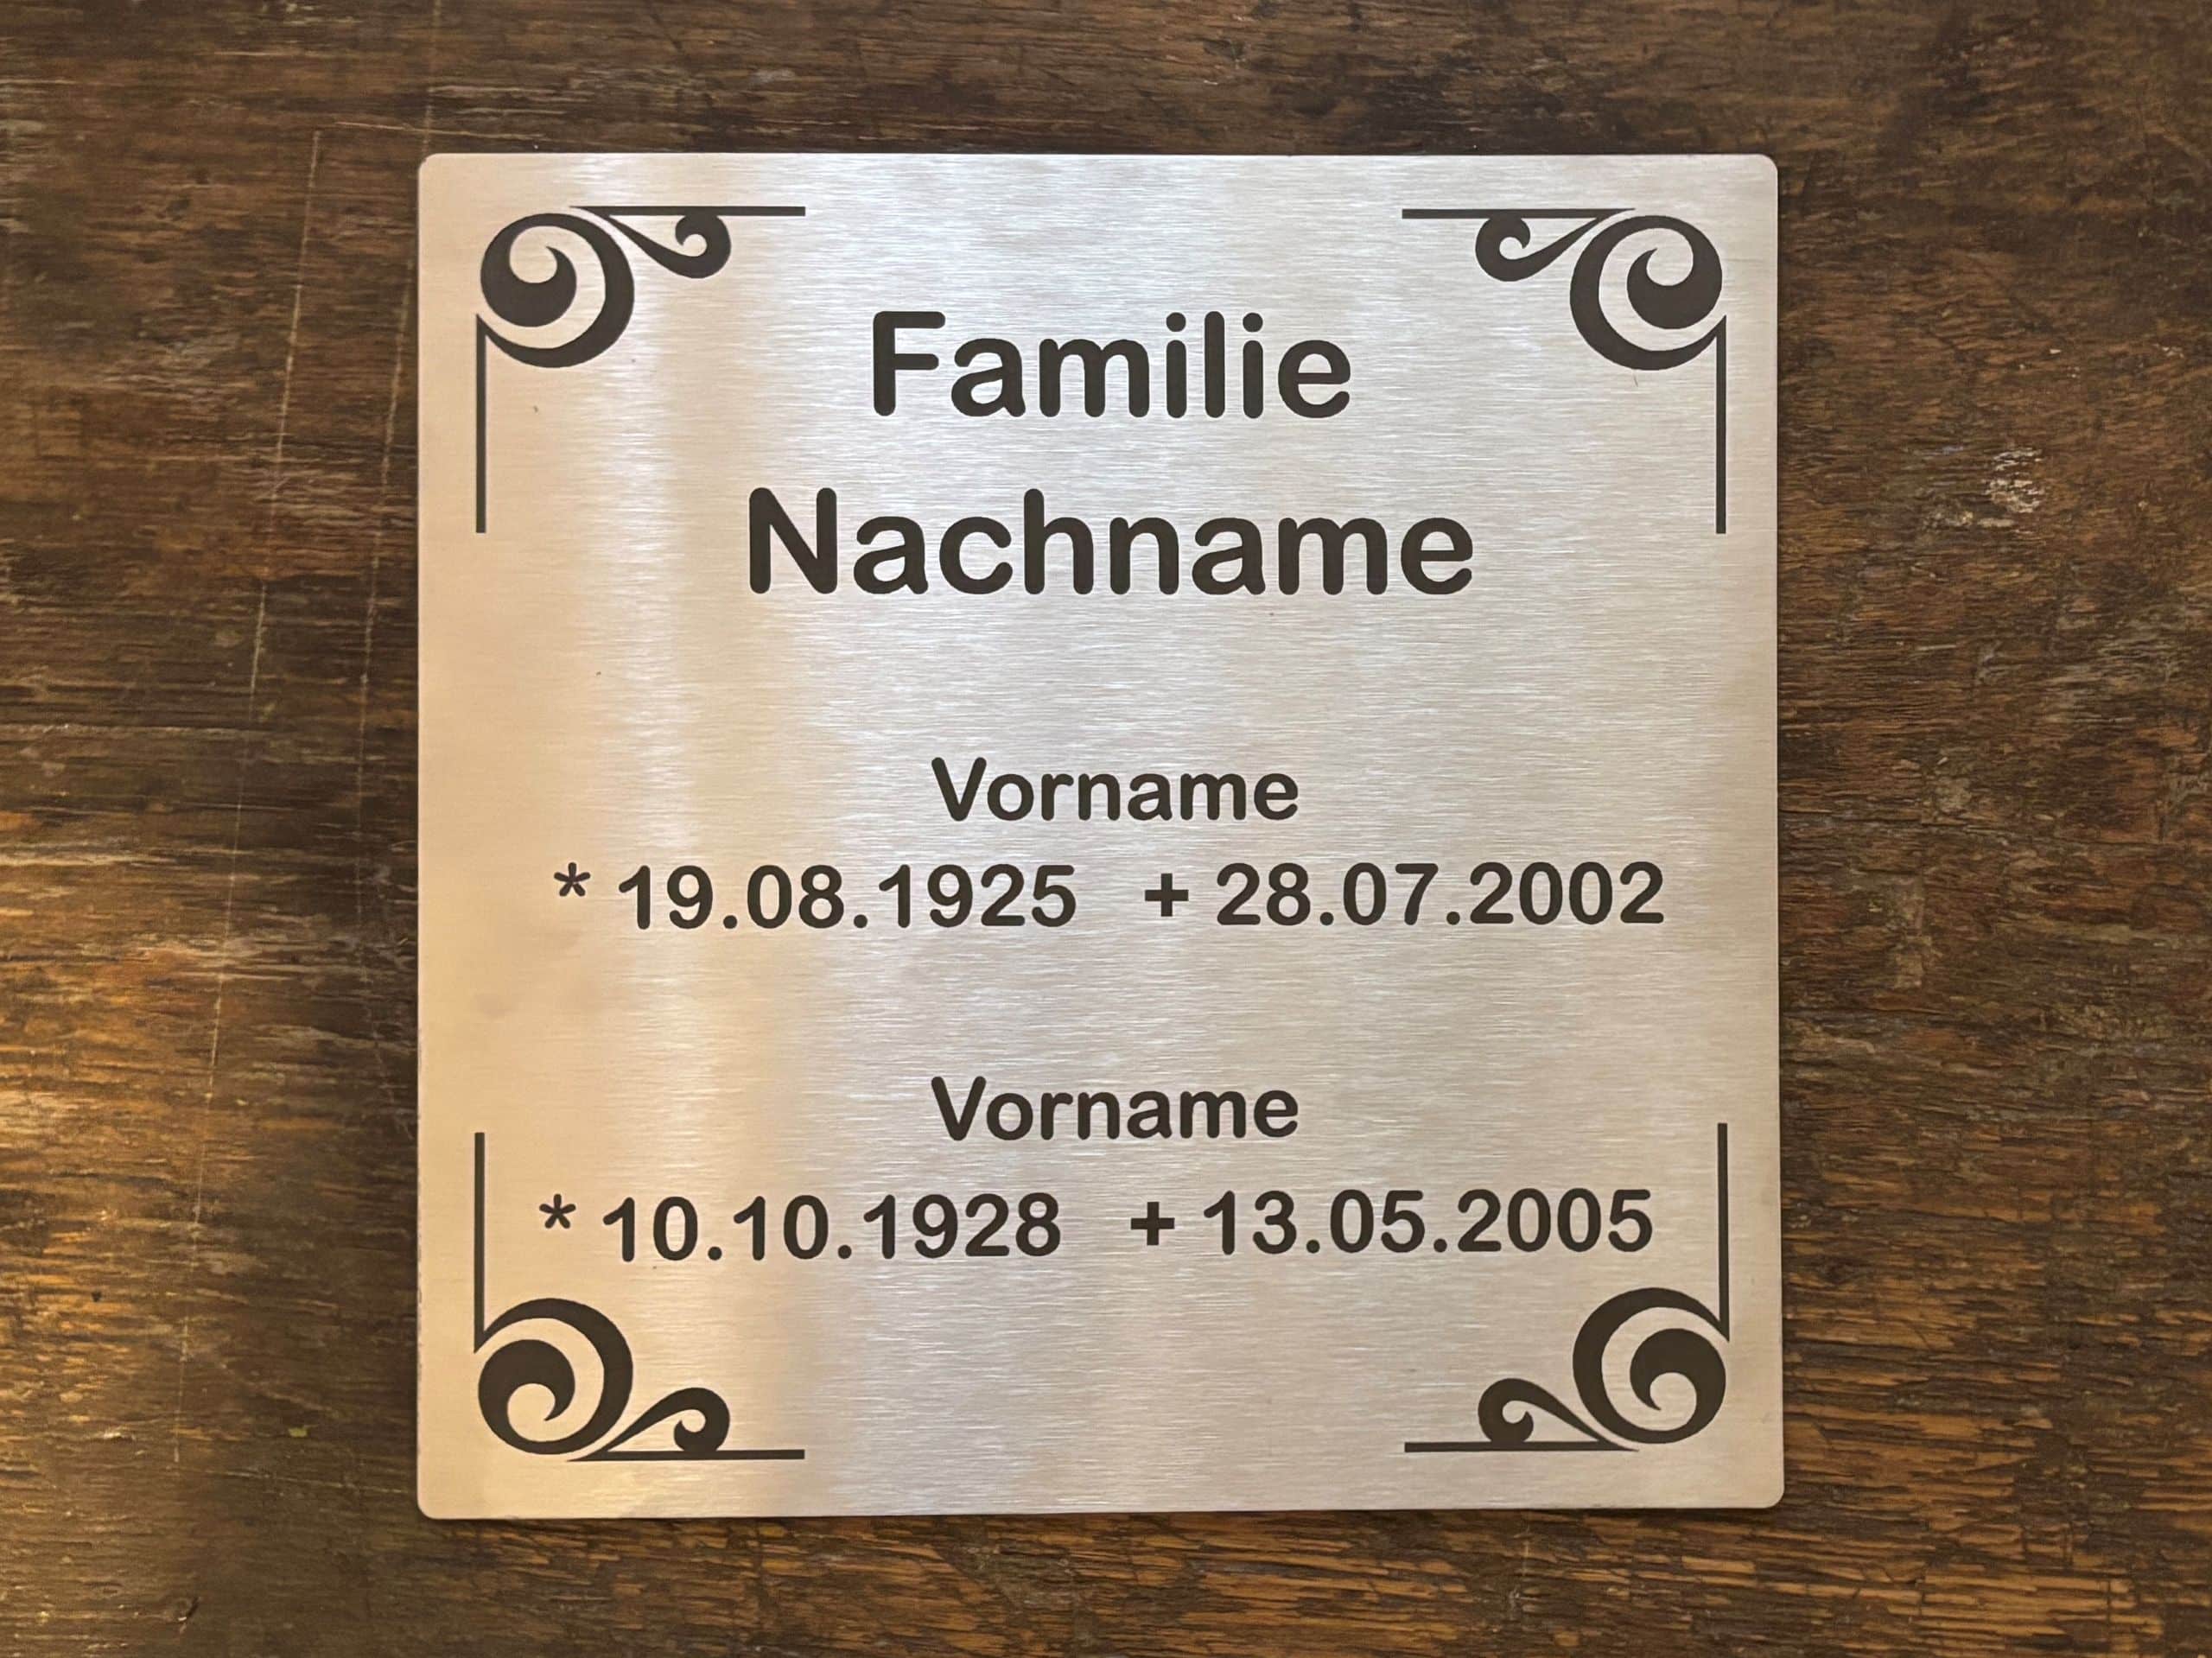 Familie
Nachname
Vorname
* 19.08.1925 + 28.07.2002
Vorname
* 10.10.1928 + 13.05.2005